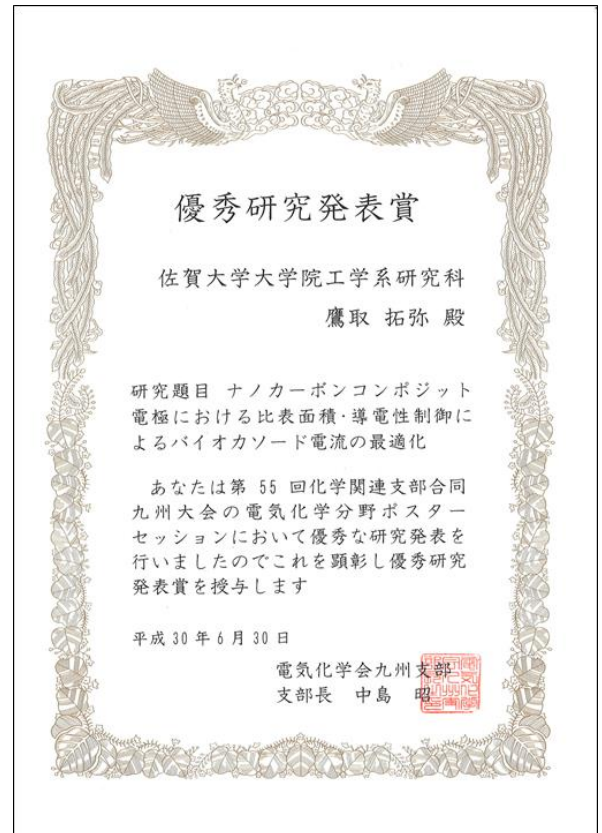 優秀研究発表賞
佐賀大学大学院工学系研究科
鷹取 拓弥 殿
研究題目 ナノカーボンコンポジット
電極における比表面積・導電性制御に
よるバイオカソード電流の最適化
あなたは第 55 回化学関連支部合同
九州大会の電気化学分野ポスター
セッションにおいて優秀な研究発表を
行いましたのでこれを顕彰し優秀研究
発表賞を授与します
平成30年6月30日
電気化学会九州支部
支部長 中島 昭